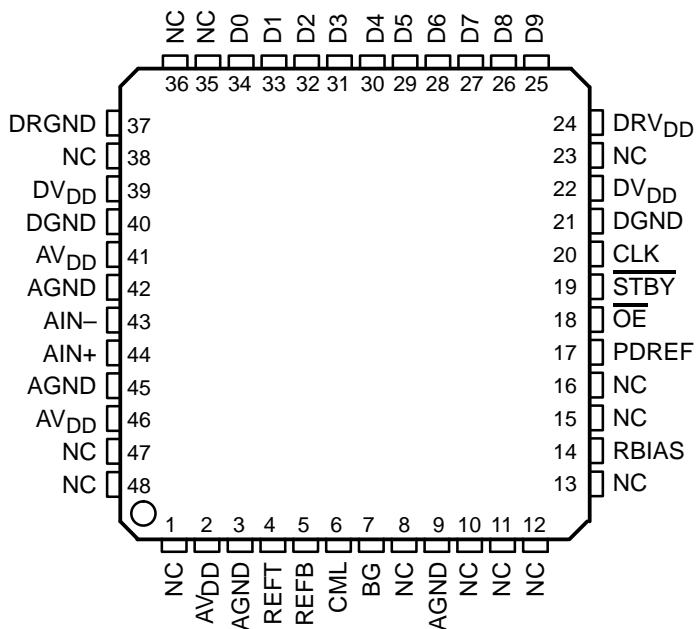 NC NC D0 D1 D2 D3 D4 D5 D6 D7 D8 D9
36 35 34 33 32 31 30 29 28 27 26 25
DRGND 37 24 DRVDD
NC 38 23 NC
DVDD 39 22 DVDD
DGND 40 21 DGND
AVDD 41 20 CLK
AGND 42 19 STBY
AIN– 43 18 OE
AIN+ 44 17 PDREF
AGND 45 16 NC
AVDD 46 15 NC
NC 47 14 RBIAS
NC 48 13 NC
1 2 3 4 5 6 7 8 9 10 11 12
NC AVDD AGND REFT REFB CML BG NC AGND NC NC NC